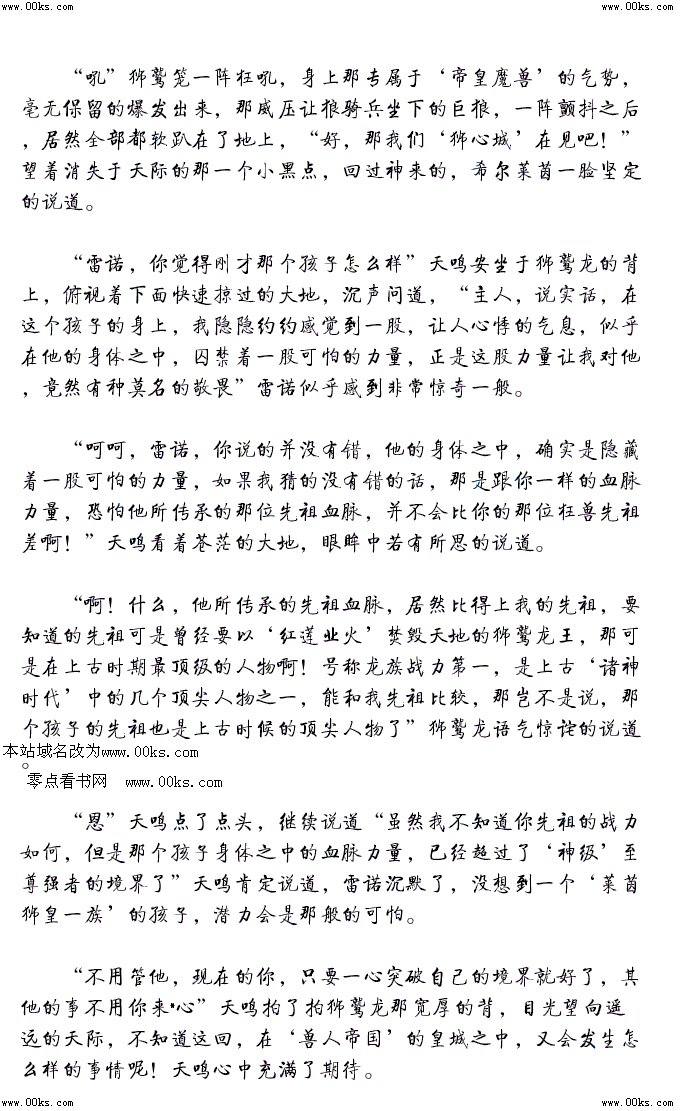 www.00ks.com www.00ks.com
“吼”狮鹫笼一阵狂吼，身上那专属于‘帝皇魔兽’的气势，
毫无保留的爆发出来，那威压让狼骑兵坐下的巨狼，一阵颤抖之后
，居然全部都软趴在了地上，“好，那我们‘狮心城’在见吧！”
望着消失于天际的那一个小黑点，回过神来的，希尔莱茵一脸坚定
的说道。
“雷诺，你觉得刚才那个孩子怎么样”天鸣安坐于狮鹫龙的背
上，俯视着下面快速掠过的大地，沉声问道，“主人，说实话，在
这个孩子的身上，我隐隐约约感觉到一股，让人心悸的气息，似乎
在他的身体之中，囚禁着一股可怕的力量，正是这股力量让我对他
，竟然有种莫名的敬畏”雷诺似乎感到非常惊奇一般。
“呵呵，雷诺，你说的并没有错，他的身体之中，确实是隐藏
着一股可怕的力量，如果我猜的没有错的话，那是跟你一样的血脉
力量，恐怕他所传承的那位先祖血脉，并不会比你的那位狂兽先祖
差啊！”天鸣看着苍茫的大地，眼眸中若有所思的说道。
“啊！什么，他所传承的先祖血脉，居然比得上我的先祖，要
知道的先祖可是曾经要以‘红莲业火’焚毁天地的狮鹫龙王，那可
是在上古时期最顶级的人物啊！号称龙族战力第一，是上古‘诸神
时代’中的几个顶尖人物之一，能和我先祖比较，那岂不是说，那
个孩子的先祖也是上古时候的顶尖人物了”狮鹫龙语气惊诧的说道
本站域名改为www.00ks.com
。
零点看书网 www.00ks.com
“恩”天鸣点了点头，继续说道“虽然我不知道你先祖的战力
如何，但是那个孩子身体之中的血脉力量，已经超过了‘神级’至
尊强者的境界了”天鸣肯定说道，雷诺沉默了，没想到一个‘莱茵
狮皇一族’的孩子，潜力会是那般的可怕。
“不用管他，现在的你，只要一心突破自己的境界就好了，其
他的事不用你来*心”天鸣拍了拍狮鹫龙那宽厚的背，目光望向遥
远的天际，不知道这回，在‘兽人帝国’的皇城之中，又会发生怎
么样的事情呢！天鸣心中充满了期待。
www.00ks.com www.00ks.com